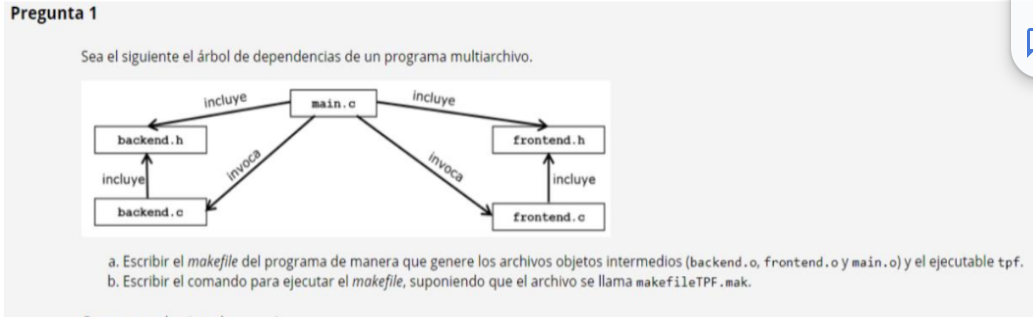 Pregunta 1
Sea el siguiente el árbol de dependencias de un programa multiarchivo.
incluye
main.c
incluye
backend.h
frontend.h
incluye
invoca
invoca
incluye
backend.c
frontend.c
a. Escribir el makefile del programa de manera que genere los archivos objetos intermedios (backend.o, frontend.o y main.o) y el ejecutable tpf.
b. Escribir el comando para ejecutar el makefile, suponiendo que el archivo se llama makefileTPF.mak.